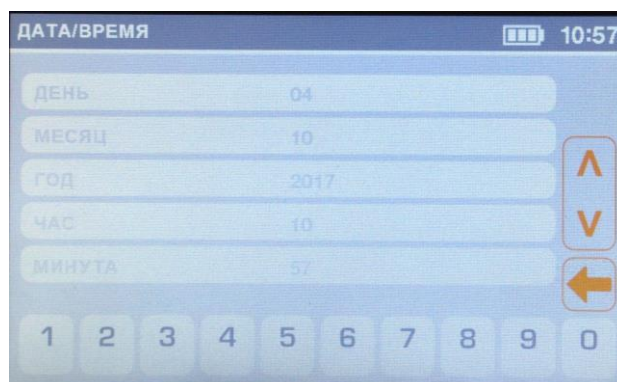 ДАТА/ВРЕМЯ 10:57
ДЕНЬ 04
МЕСЯЦ 10
ГОД 2017
ЧАС 10
МИНУТА 57
1 2 3 4 5 6 7 8 9 0